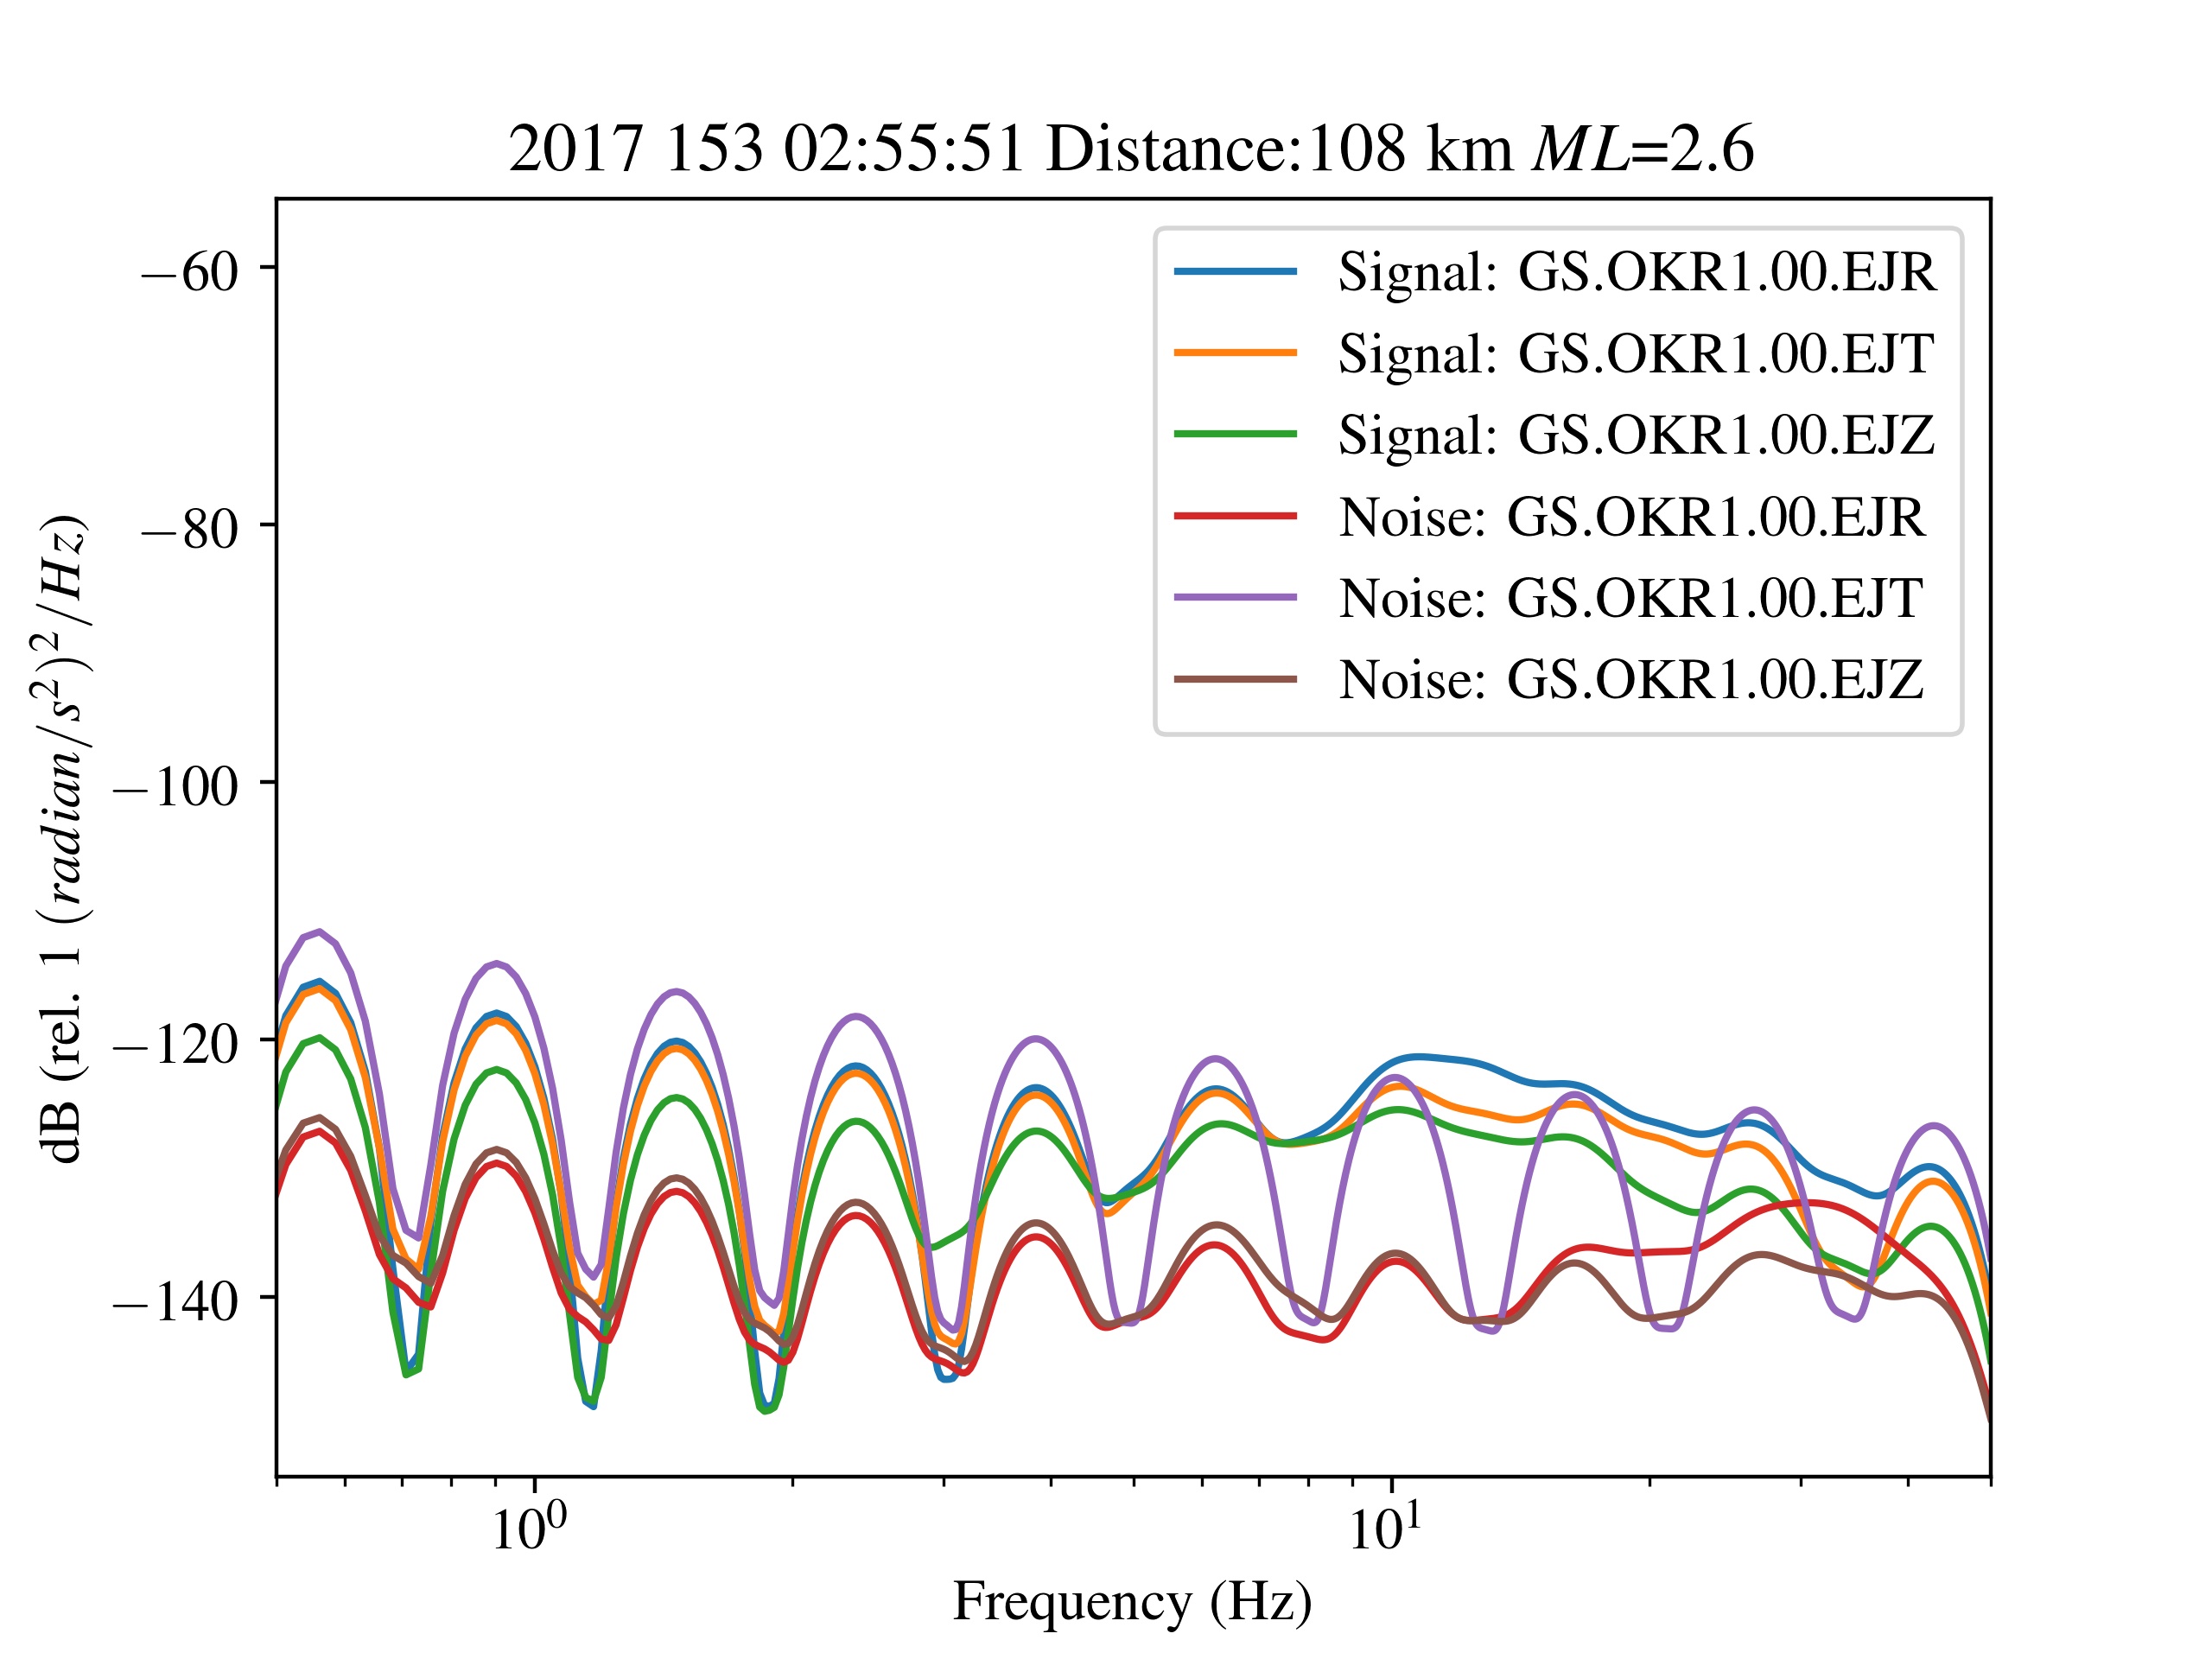 2017 153 02:55:51 Distance:108 km ML=2.6
dB (rel. 1 (radian/s²)²/Hz)
−60
−80
−100
−120
−140
Signal: GS.OKR1.00.EJR
Signal: GS.OKR1.00.EJT
Signal: GS.OKR1.00.EJZ
Noise: GS.OKR1.00.EJR
Noise: GS.OKR1.00.EJT
Noise: GS.OKR1.00.EJZ
10⁰ 10¹
Frequency (Hz)